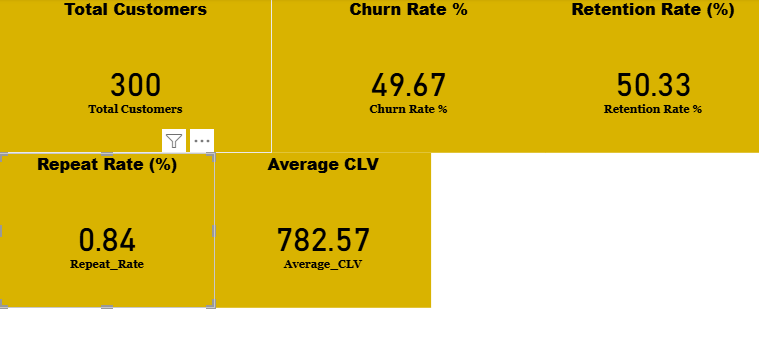 Total Customers
Churn Rate %
Retention Rate (%)
300
49.67
50.33
Total Customers
Churn Rate %
Retention Rate %
Repeat Rate (%)
Average CLV
0.84
782.57
Repeat_Rate
Average_CLV